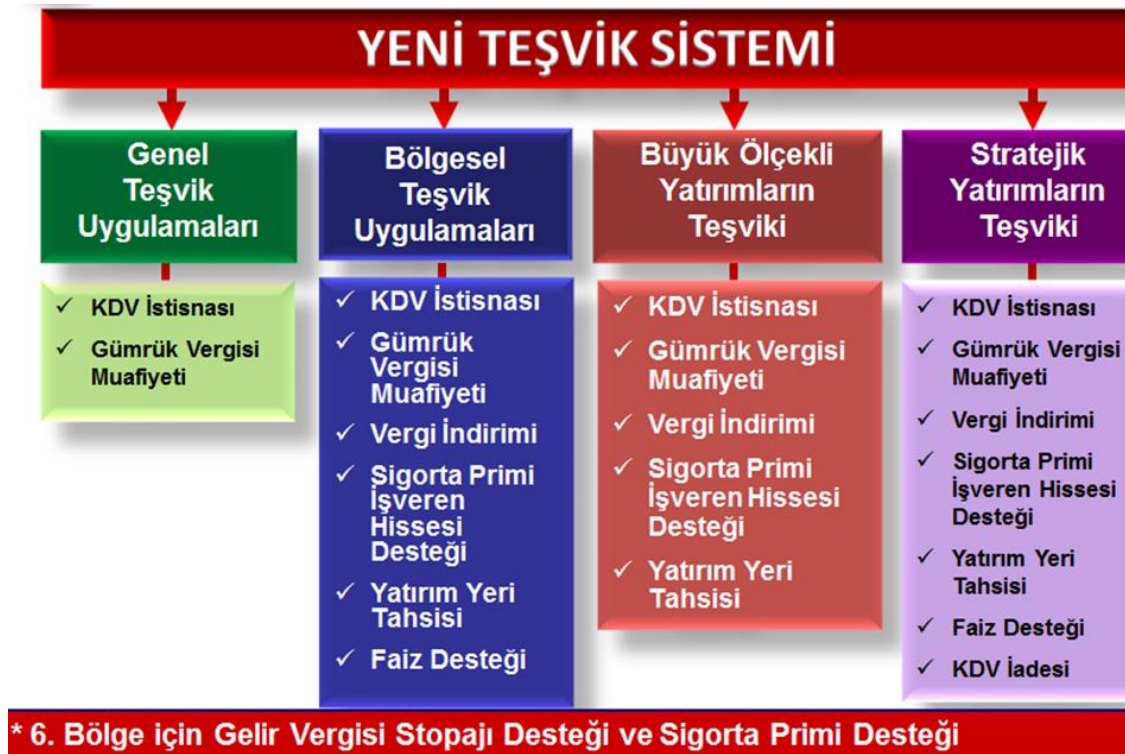 YENİ TEŞVİK SİSTEMİ
Genel
Teşvik
Uygulamaları
✓ KDV İstisnası
✓ Gümrük Vergisi
Muafiyeti
Bölgesel
Teşvik
Uygulamaları
✓ KDV İstisnası
✓ Gümrük
Vergisi
Muafiyeti
✓ Vergi İndirimi
✓ Sigorta Primi
İşveren
Hissesi
Desteği
✓ Yatırım Yeri
Tahsisi
✓ Faiz Desteği
Büyük Ölçekli
Yatırımların
Teşviki
✓ KDV İstisnası
✓ Gümrük Vergisi
Muafiyeti
✓ Vergi İndirimi
✓ Sigorta Primi
İşveren Hissesi
Desteği
✓ Yatırım Yeri
Tahsisi
Stratejik
Yatırımların
Teşviki
✓ KDV İstisnası
✓ Gümrük Vergisi
Muafiyeti
✓ Vergi İndirimi
✓ Sigorta Primi
İşveren Hissesi
Desteği
✓ Yatırım Yeri
Tahsisi
✓ Faiz Desteği
✓ KDV İadesi
* 6. Bölge için Gelir Vergisi Stopajı Desteği ve Sigorta Primi Desteği